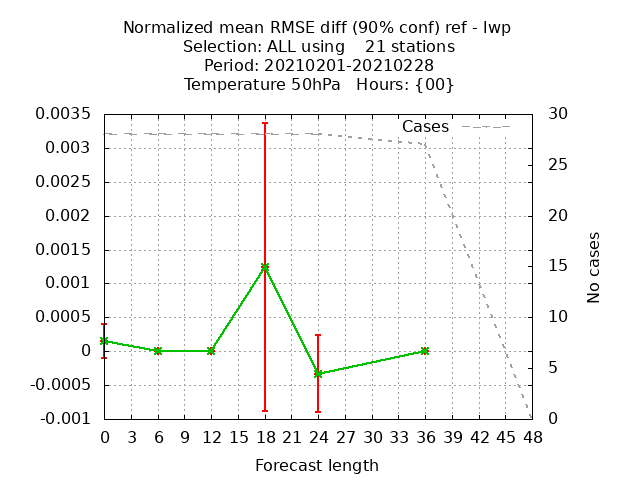 Normalized mean RMSE diff (90% conf) ref - lwp
Selection: ALL using    21 stations
Period: 20210201-20210228
Temperature 50hPa   Hours: {00}
Cases
0.0035
0.003
0.0025
0.002
0.0015
0.001
0.0005
0
-0.0005
-0.001
30
25
20
15
10
5
0
No cases
0 3 6 9 12 15 18 21 24 27 30 33 36 39 42 45 48
Forecast length